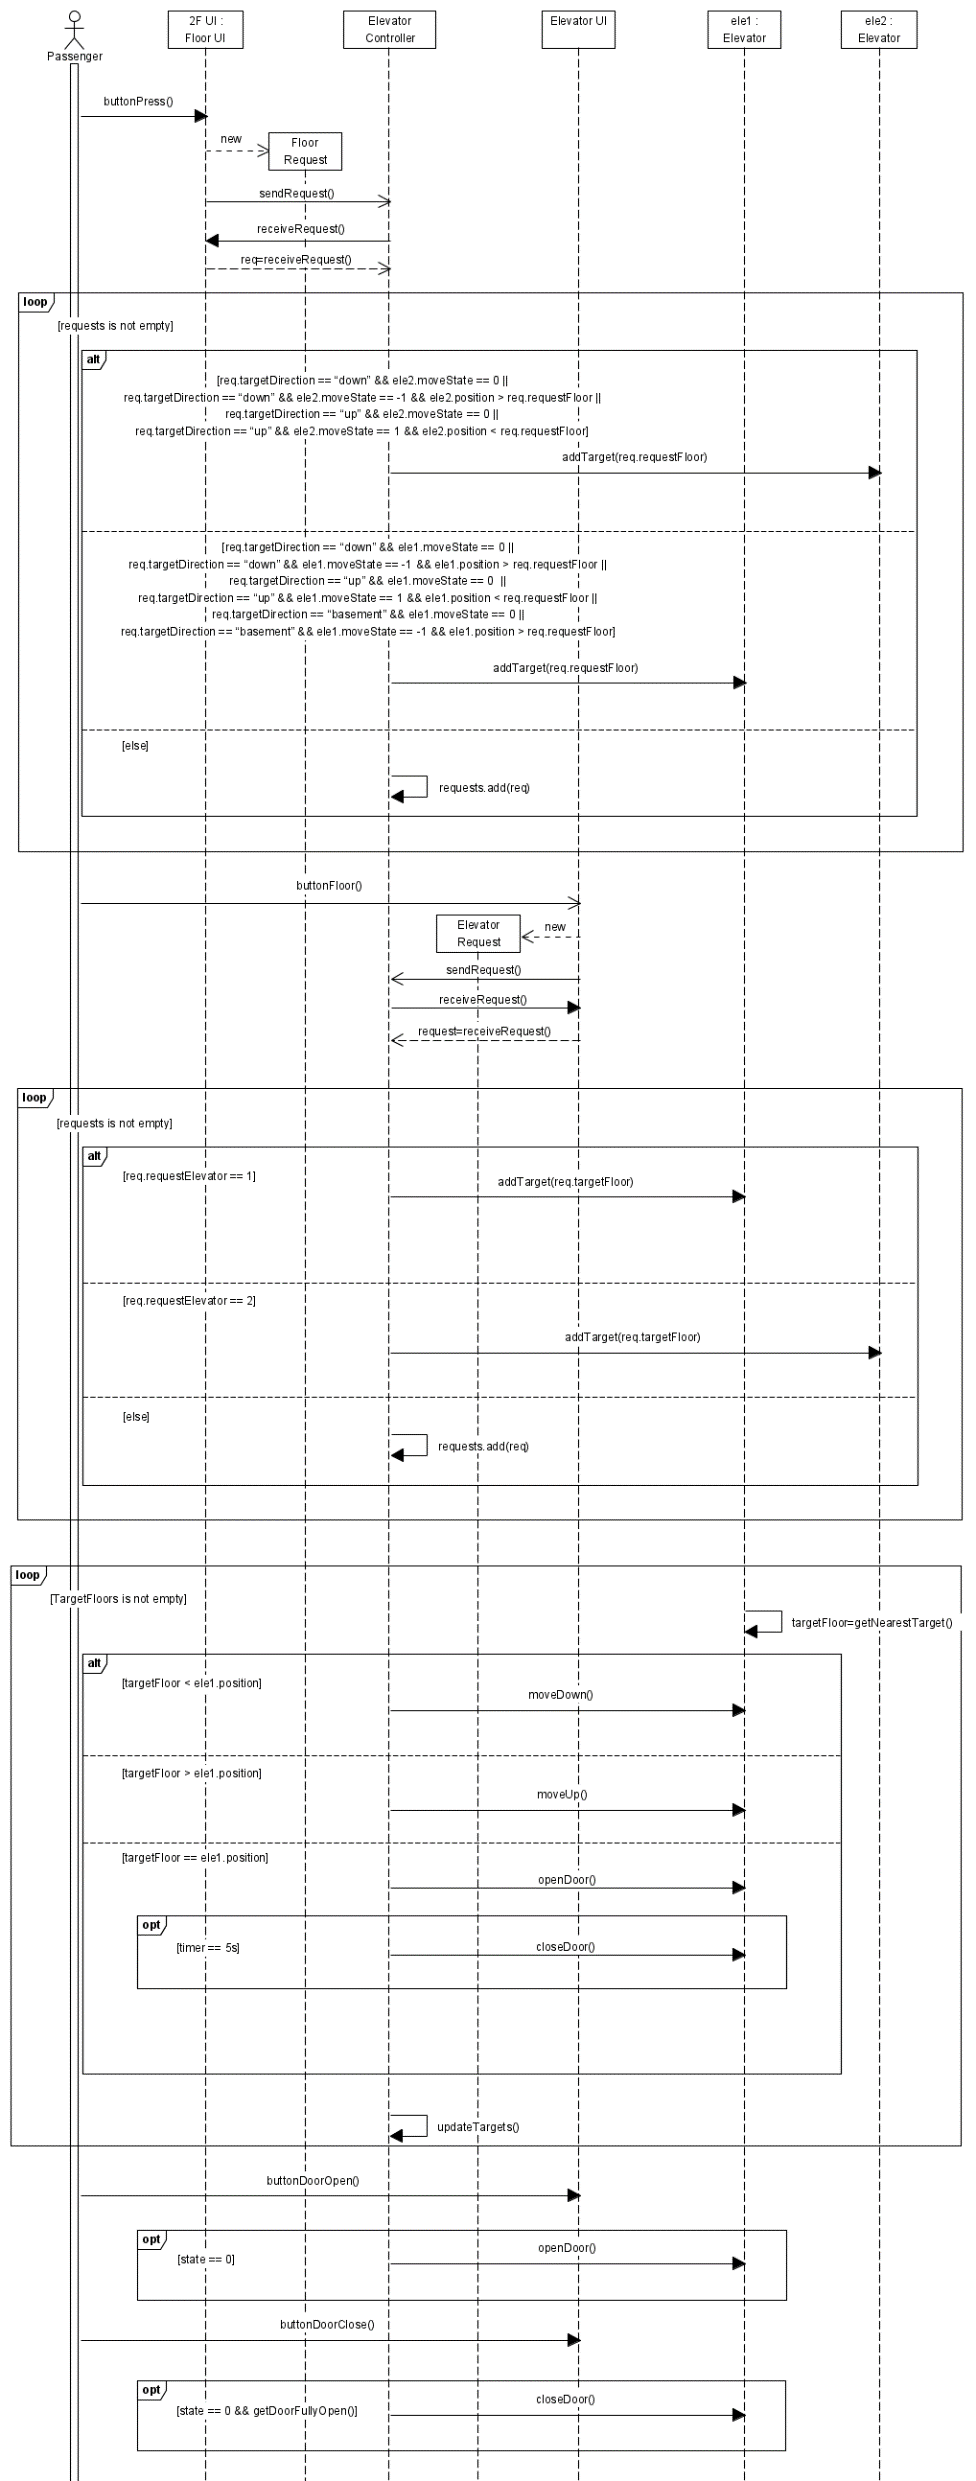 Passenger
2F UI :
Floor UI
Elevator
Controller
Elevator UI
ele1 :
Elevator
ele2 :
Elevator
buttonPress()
new
Floor
Request
sendRequest()
receiveRequest()
req=receiveRequest()
loop
[requests is not empty]
alt
[req.targetDirection == “down” && ele2.moveState == 0 ||
req.targetDirection == “down” && ele2.moveState == -1 && ele2.position > req.requestFloor ||
req.targetDirection == “up” && ele2.moveState == 0 ||
req.targetDirection == “up” && ele2.moveState == 1 && ele2.position < req.requestFloor]
addTarget(req.requestFloor)
[req.targetDirection == “down” && ele1.moveState == 0 ||
req.targetDirection == “down” && ele1.moveState == -1 && ele1.position > req.requestFloor ||
req.targetDirection == “up” && ele1.moveState == 0 ||
req.targetDirection == “up” && ele1.moveState == 1 && ele1.position < req.requestFloor ||
req.targetDirection == “basement” && ele1.moveState == 0 ||
req.targetDirection == “basement” && ele1.moveState == -1 && ele1.position > req.requestFloor]
addTarget(req.requestFloor)
[else]
requests.add(req)
buttonFloor()
Elevator
Request
new
sendRequest()
receiveRequest()
request=receiveRequest()
loop
[requests is not empty]
alt
[req.requestElevator == 1]
addTarget(req.targetFloor)
[req.requestElevator == 2]
addTarget(req.targetFloor)
[else]
requests.add(req)
loop
[TargetFloors is not empty]
targetFloor=getNearestTarget()
alt
[targetFloor < ele1.position]
moveDown()
[targetFloor > ele1.position]
moveUp()
[targetFloor == ele1.position]
openDoor()
opt
[timer == 5s]
closeDoor()
updateTargets()
buttonDoorOpen()
opt
[state == 0]
openDoor()
buttonDoorClose()
opt
[state == 0 && getDoorFullyOpen()]
closeDoor()